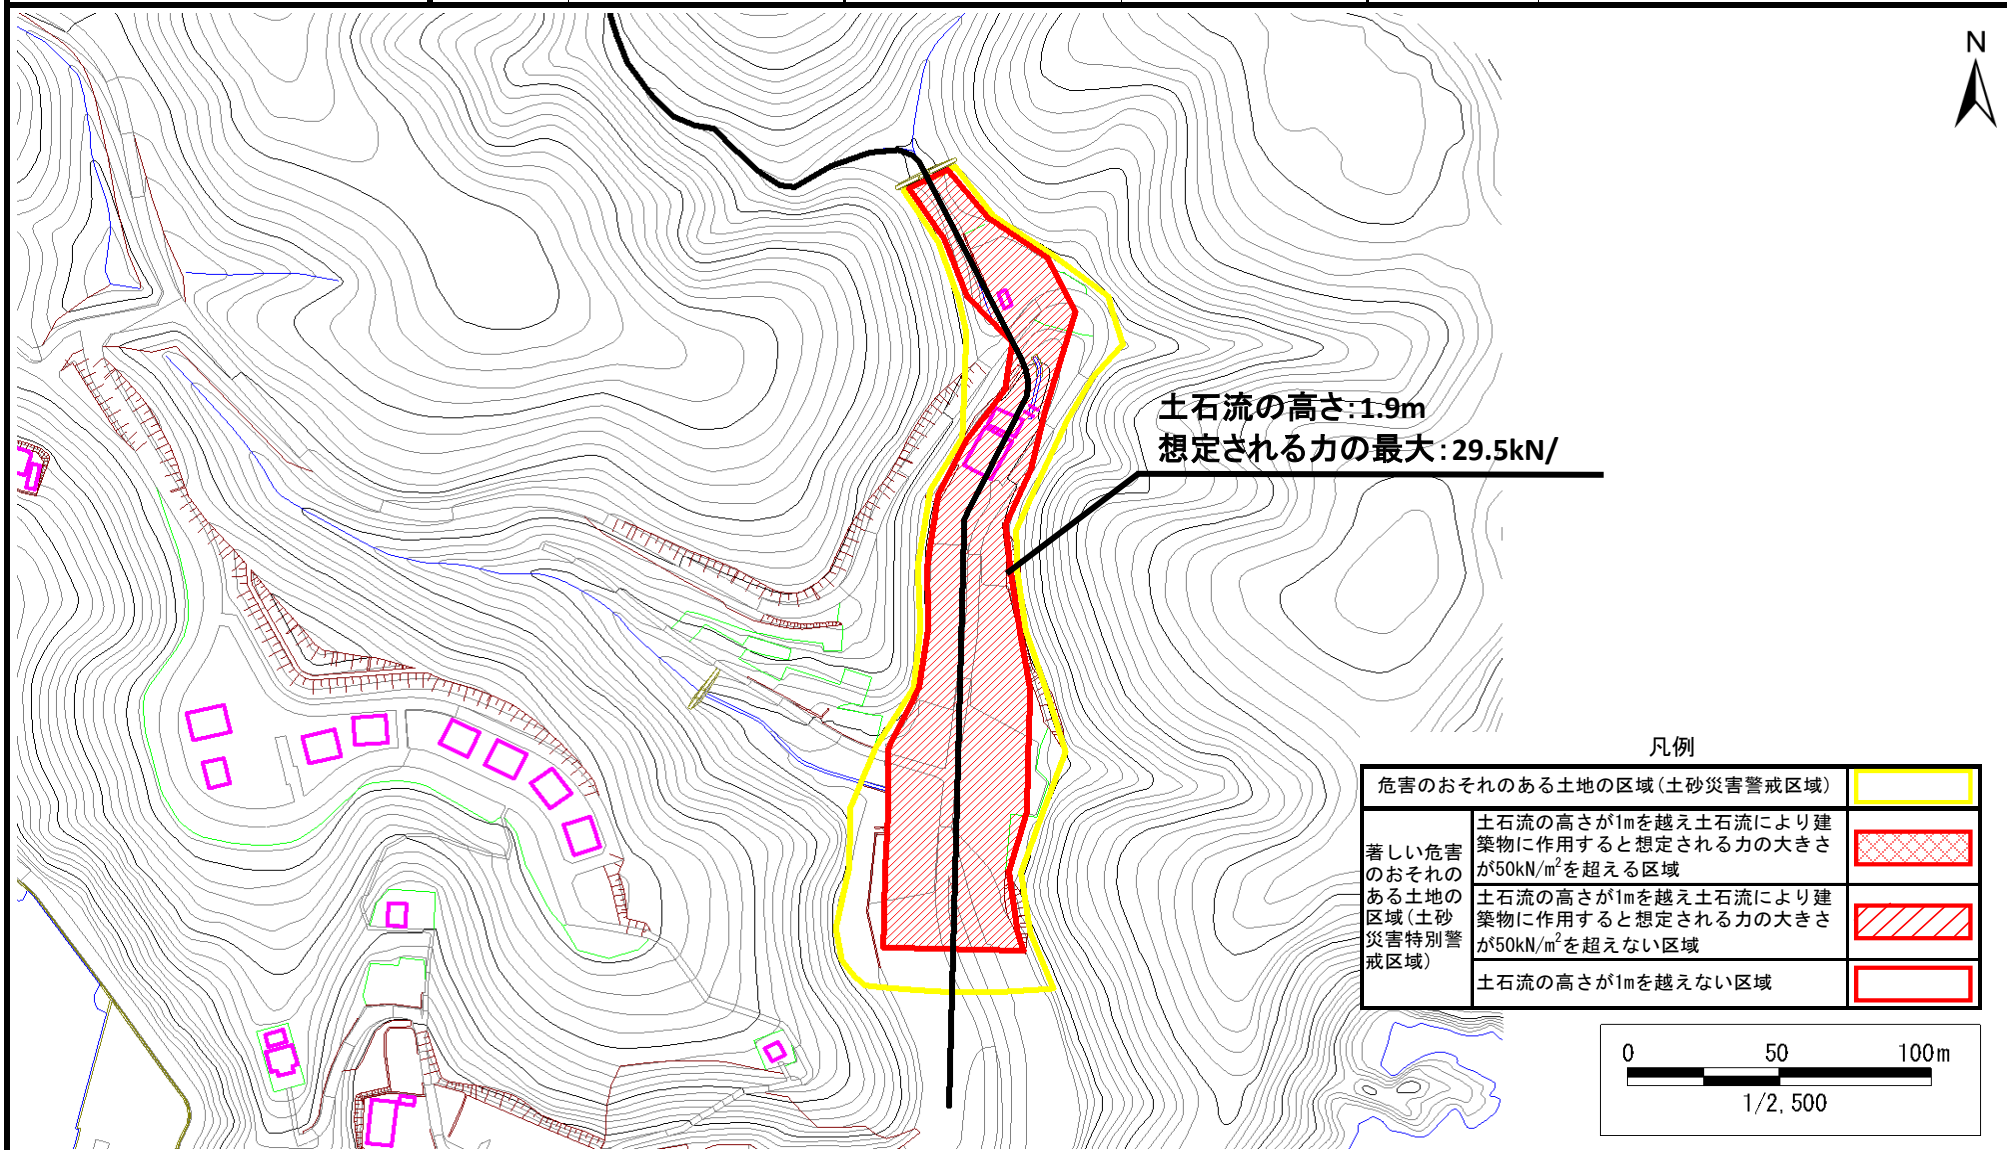 N
土石流の高さ:1.9m
想定される力の最大:29.5kN/
凡例
危害のおそれのある土地の区域(土砂災害警戒区域)
著しい危害
のおそれの
ある土地の
区域(土砂
災害特別警
戒区域)
土石流の高さが1mを越え土石流により建
築物に作用すると想定される力の大きさ
が50kN/m²を超える区域
土石流の高さが1mを越え土石流により建
築物に作用すると想定される力の大きさ
が50kN/m²を超えない区域
土石流の高さが1mを越えない区域
0 50 100m
1/2,500